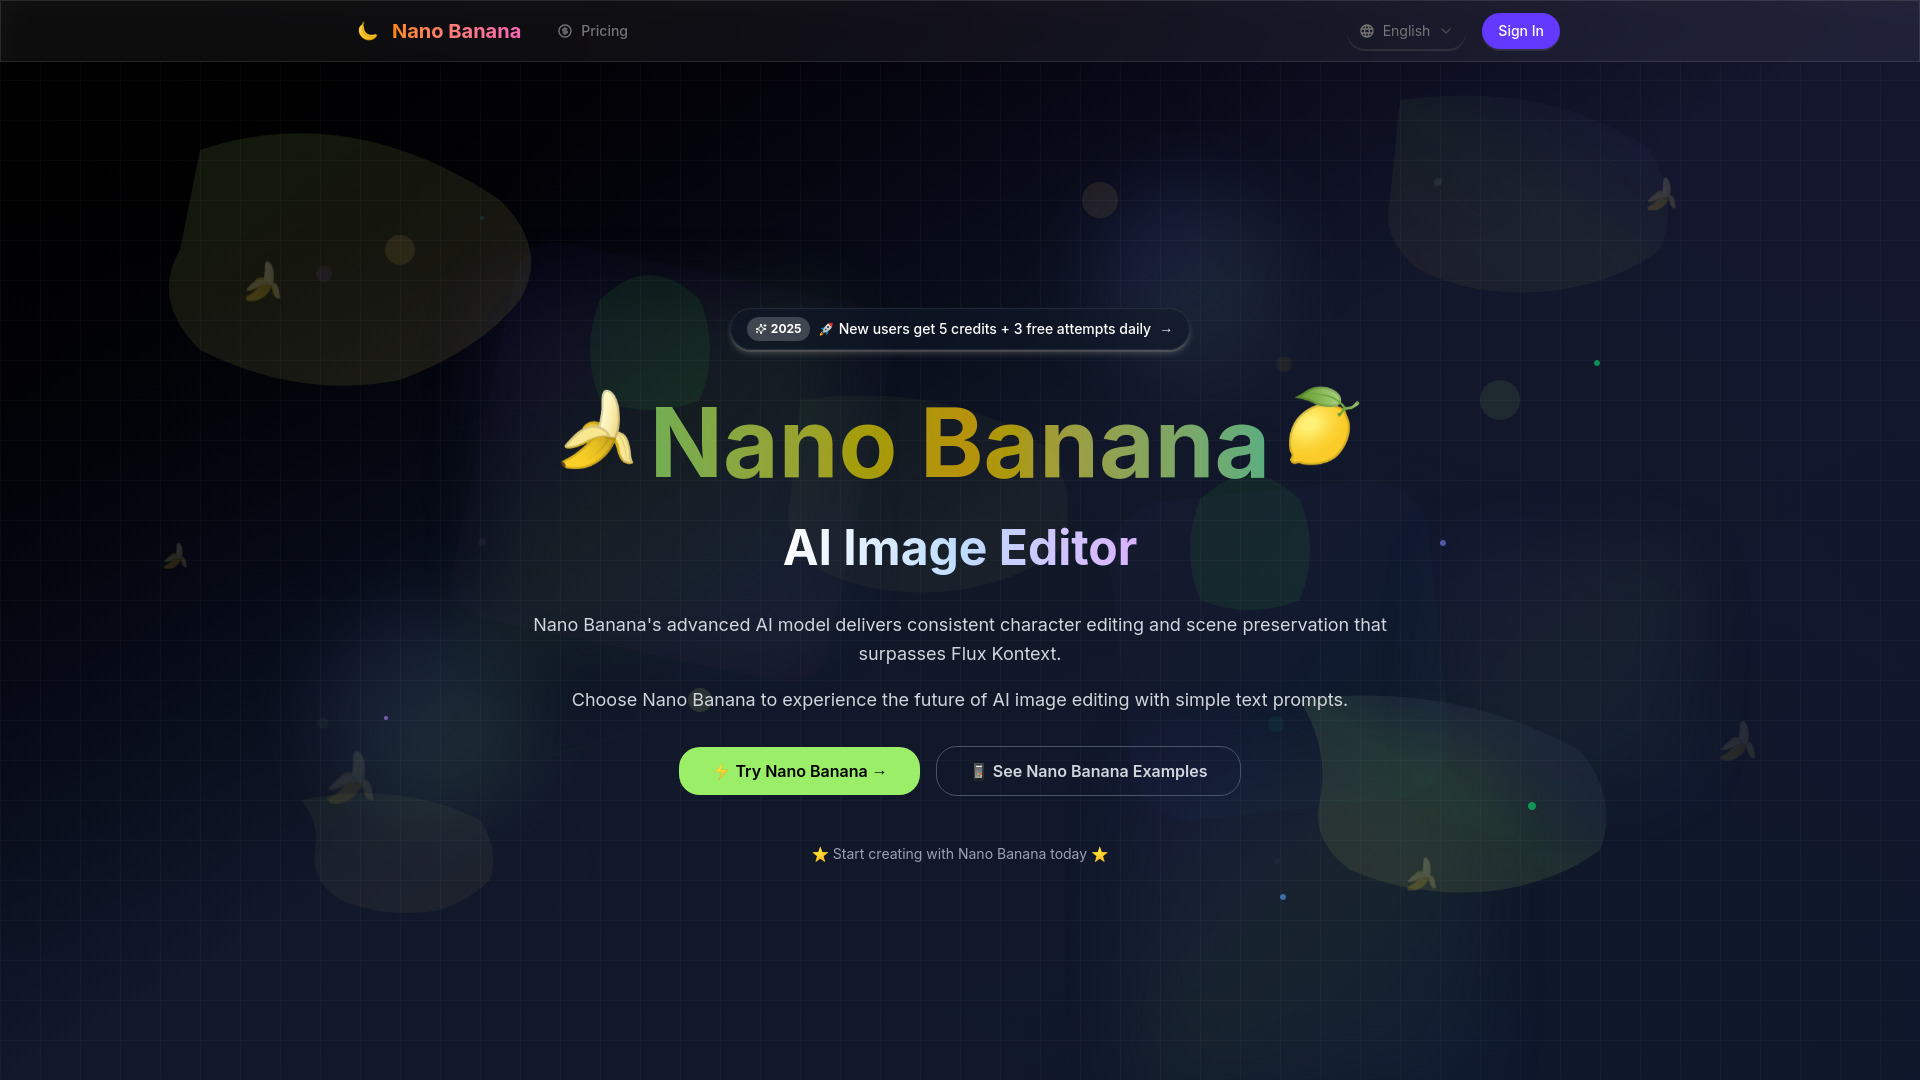 Nano Banana
Pricing
English
Sign In
2025 🚀 New users get 5 credits + 3 free attempts daily →
Nano Banana
AI Image Editor
Nano Banana's advanced AI model delivers consistent character editing and scene preservation that
surpasses Flux Kontext.
Choose Nano Banana to experience the future of AI image editing with simple text prompts.
⚡ Try Nano Banana →
See Nano Banana Examples
⭐ Start creating with Nano Banana today ⭐